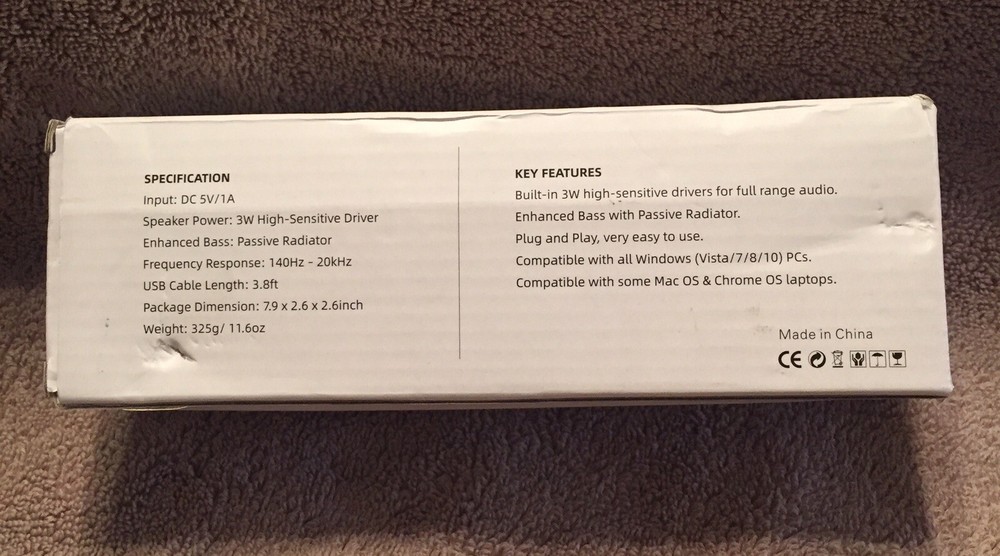 SPECIFICATION
Input: DC 5V/1A
Speaker Power: 3W High-Sensitive Driver
Enhanced Bass: Passive Radiator
Frequency Response: 140Hz - 20kHz
USB Cable Length: 3.8ft
Package Dimension: 7.9 x 2.6 x 2.6inch
Weight: 325g/ 11.6oz
KEY FEATURES
Built-in 3W high-sensitive drivers for full range audio.
Enhanced Bass with Passive Radiator.
Plug and Play, very easy to use.
Compatible with all Windows (Vista/7/8/10) PCs.
Compatible with some Mac OS & Chrome OS laptops.
Made in China
CE